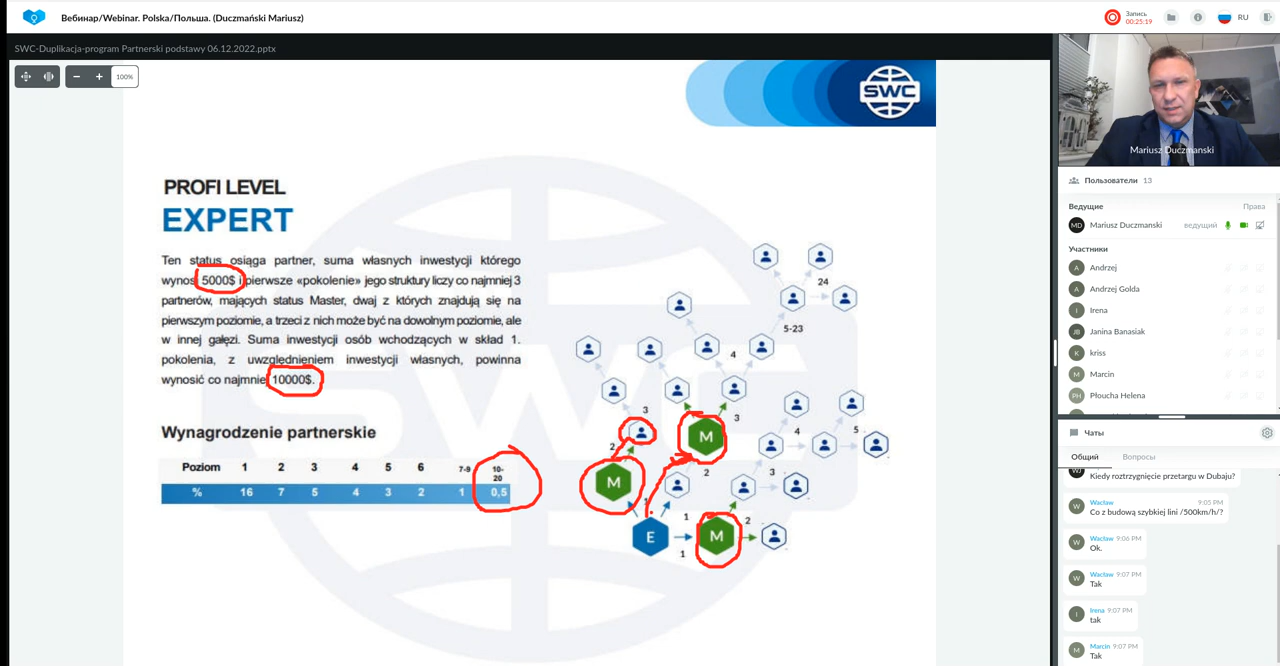 Вебинар/Webinar. Polska/Польша. (Duczmański Mariusz)
Запись
00:25:19
RU
SWC-Duplikacja-program Partnerski podstawy 06.12.2022.pptx
100%
SWC
PROFI LEVEL
EXPERT
Ten status osiąga partner, suma własnych inwestycji którego
wynos 5000$ i pierwsze «pokolenie» jego struktury liczy co najmniej 3
partnerów, mających status Master, dwaj z których znajdują się na
pierwszym poziomie, a trzeci z nich może być na dowolnym poziomie, ale
w innej gałęzi. Suma inwestycji osób wchodzących w skład 1.
pokolenia, z uwzględnieniem inwestycji własnych, powinna
wynosić co najmnie 10000$.
Wynagrodzenie partnerskie
Poziom 1 2 3 4 5 6 7-9 10-20
% 16 7 5 4 3 2 1 0,5
24
5-23
4
3
3
2
M
M
4
5
2
3
1
1
2
E
M
1
Mariusz Duczmanski
Пользователи 13
Ведущие Права
MD Mariusz Duczmanski ведущий
Участники
A Andrzej
A Andrzej Golda
I Irena
JB Janina Banasiak
K kriss
M Marcin
PH Płoucha Helena
Чаты
Общий Вопросы
Kiedy roztrzygnięcie przetargu w Dubaju?
W Wacław 9:05 PM
Co z budową szybkiej lini /500km/h/?
W Wacław 9:06 PM
Ok.
W Wacław 9:07 PM
Tak
I Irena 9:07 PM
tak
M Marcin 9:07 PM
Tak